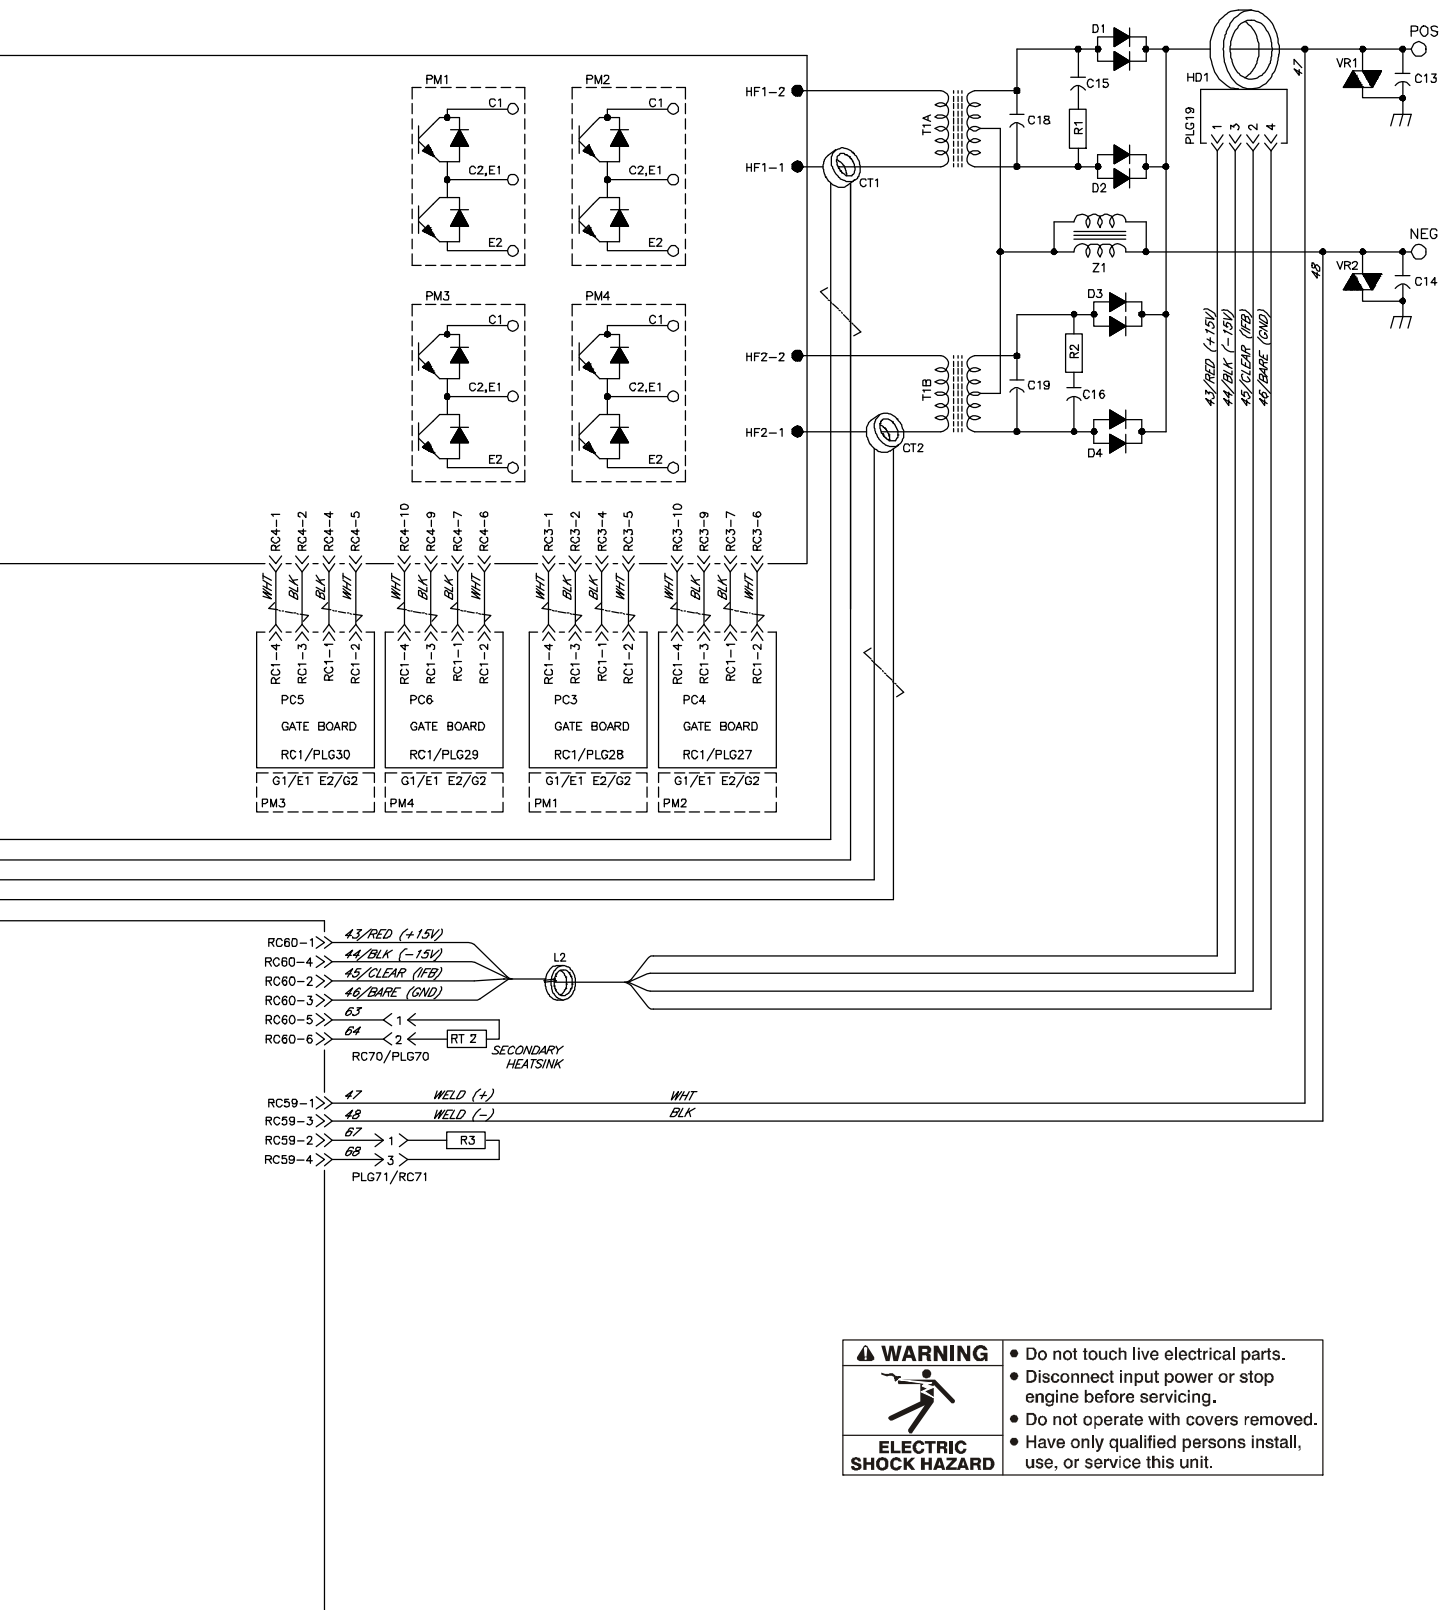 D1
POS
VR1
C13
HD1
47
C15
R1
C18
T1A
D2
PLG19
1 3 2 4
PM1
C1
C2,E1
E2
PM2
C1
C2,E1
E2
HF1-2
HF1-1
CT1
Z1
NEG
48
VR2
C14
PM3
C1
C2,E1
E2
PM4
C1
C2,E1
E2
HF2-2
HF2-1
CT2
T1B
C19
R2
C16
D3
D4
43/RED (+15V)
44/BLK (-15V)
45/CLEAR (IFB)
46/BARE (GND)
RC4-1 RC4-2 RC4-4 RC4-5
RC4-10 RC4-9 RC4-7 RC4-6
RC3-1 RC3-2 RC3-4 RC3-5
RC3-10 RC3-9 RC3-7 RC3-6
WHT BLK BLK WHT
WHT BLK BLK WHT
WHT BLK BLK WHT
WHT BLK BLK WHT
RC1-4 RC1-3 RC1-1 RC1-2
RC1-4 RC1-3 RC1-1 RC1-2
RC1-4 RC1-3 RC1-1 RC1-2
RC1-4 RC1-3 RC1-1 RC1-2
PC5
GATE BOARD
RC1/PLG30
G1/E1 E2/G2
PM3
PC6
GATE BOARD
RC1/PLG29
G1/E1 E2/G2
PM4
PC3
GATE BOARD
RC1/PLG28
G1/E1 E2/G2
PM1
PC4
GATE BOARD
RC1/PLG27
G1/E1 E2/G2
PM2
RC60-1 43/RED (+15V)
RC60-4 44/BLK (-15V)
RC60-2 45/CLEAR (IFB)
RC60-3 46/BARE (GND)
L2
RC60-5 63 1
RC60-6 64 2 RT 2
RC70/PLG70
SECONDARY
HEATSINK
RC59-1 47 WELD (+) WHT
RC59-3 48 WELD (-) BLK
RC59-2 67 1 R3
RC59-4 68 3
PLG71/RC71
WARNING
ELECTRIC
SHOCK HAZARD
• Do not touch live electrical parts.
• Disconnect input power or stop
engine before servicing.
• Do not operate with covers removed.
• Have only qualified persons install,
use, or service this unit.